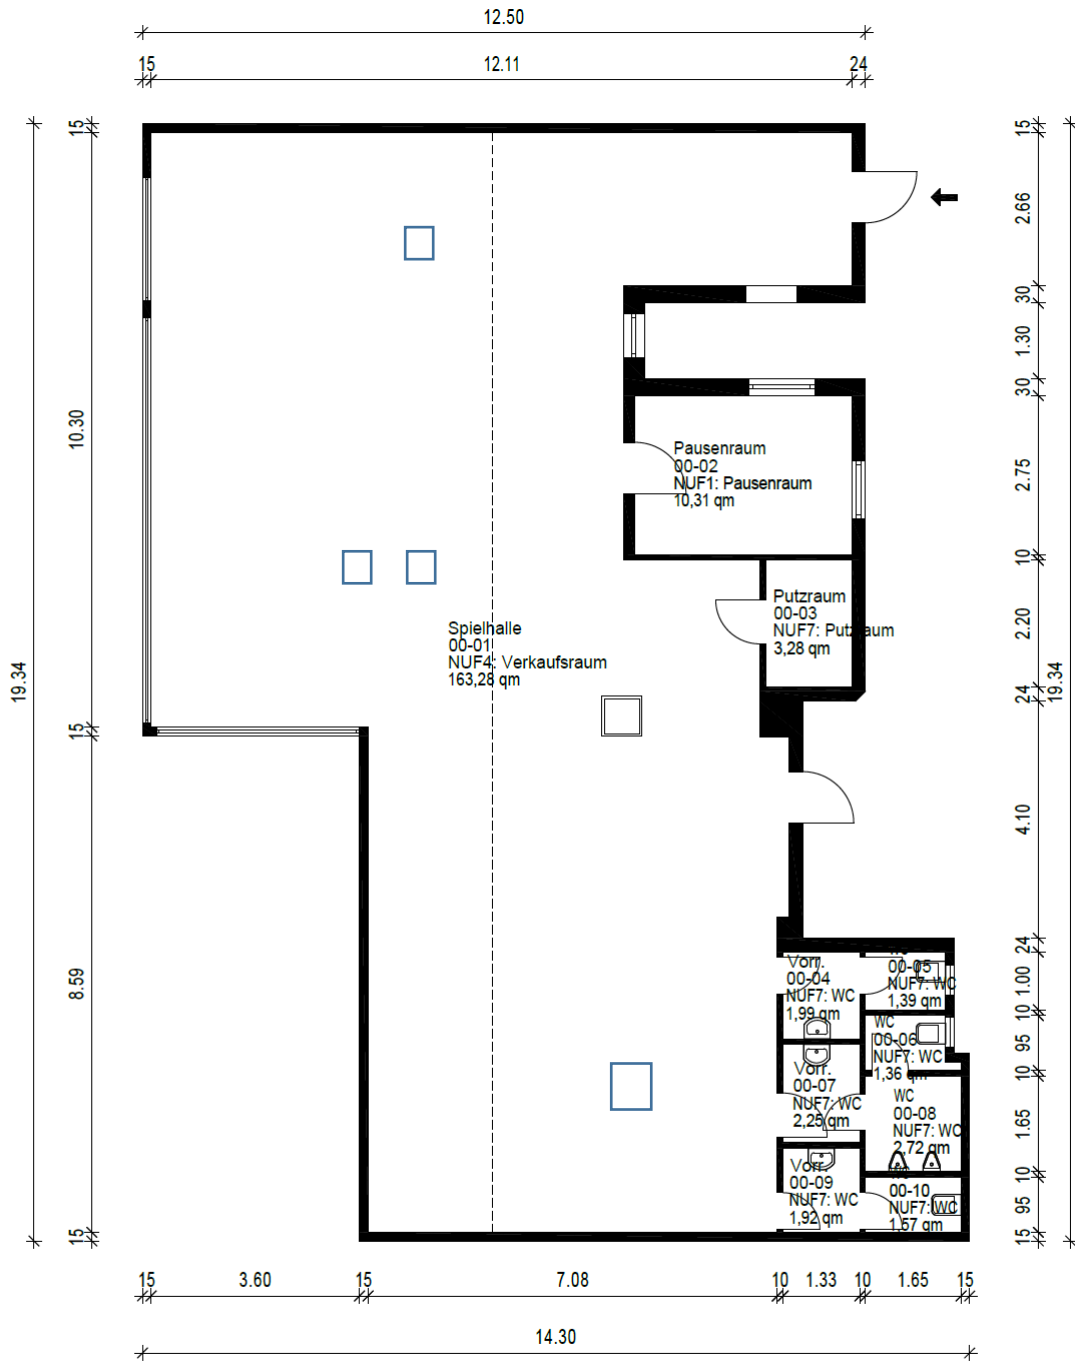 12.50
15
12.11
24
15
10.30
15
8.59
15
19.34
15
2.66
30
1.30
30
2.75
10
2.20
24
4.10
24
1.00
10
95
10
1.65
10
95
15
19.34
Pausenraum
00-02
NUF1: Pausenraum
10,31 qm
Putzraum
00-03
NUF7: Putzraum
3,28 qm
Spielhalle
00-01
NUF4: Verkaufsraum
163,28 qm
Vorr.
00-04
NUF7: WC
1,99 qm
00-05
NUF7: WC
1,39 qm
WC
00-06
NUF7: WC
1,36 qm
Vorr.
00-07
NUF7: WC
2,25 qm
WC
00-08
NUF7: WC
2,72 qm
Vorr.
00-09
NUF7: WC
1,92 qm
00-10
NUF7: WC
1,57 qm
15
3.60
15
7.08
10
1.33
10
1.65
15
14.30